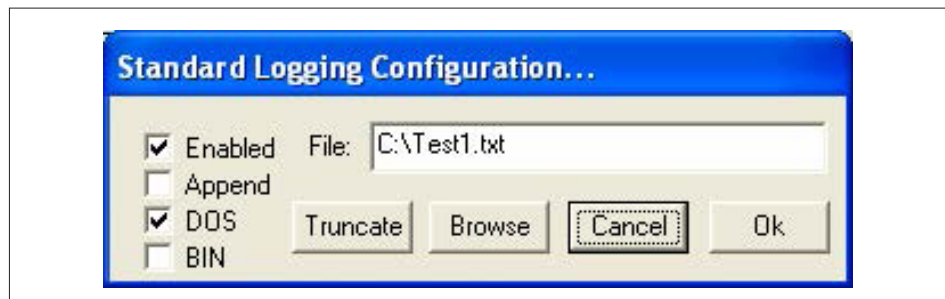 Standard Logging Configuration...
Enabled
File: C:\Test1.txt
Append
DOS
Truncate Browse Cancel Ok
BIN